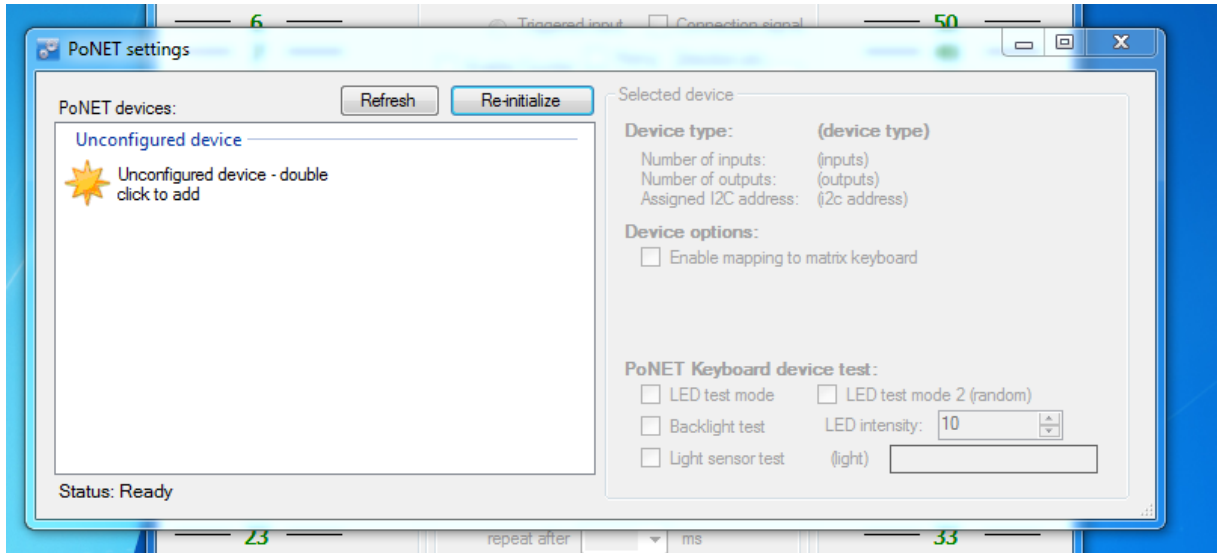 6
Triggered input
Connection signal
50
PoNET settings
PoNET devices:
Refresh
Re-initialize
Unconfigured device
Unconfigured device - double
click to add
Status: Ready
Selected device
Device type: (device type)
Number of inputs: (inputs)
Number of outputs: (outputs)
Assigned I2C address: (i2c address)
Device options:
Enable mapping to matrix keyboard
PoNET Keyboard device test:
LED test mode
LED test mode 2 (random)
Backlight test
LED intensity: 10
Light sensor test
(light)
23
repeat after
ms
33